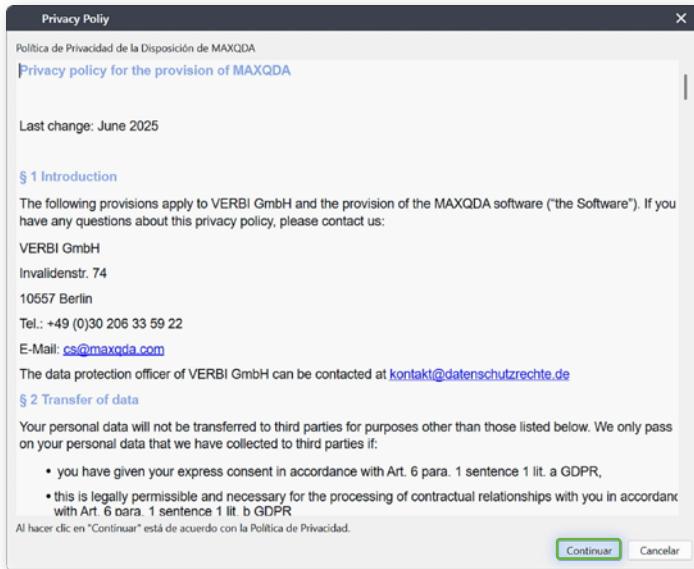 Privacy Poliy
Política de Privacidad de la Disposición de MAXQDA
Privacy policy for the provision of MAXQDA
Last change: June 2025
§ 1 Introduction
The following provisions apply to VERBI GmbH and the provision of the MAXQDA software ("the Software"). If you
have any questions about this privacy policy, please contact us:
VERBI GmbH
Invalidenstr. 74
10557 Berlin
Tel.: +49 (0)30 206 33 59 22
E-Mail: cs@maxqda.com
The data protection officer of VERBI GmbH can be contacted at kontakt@datenschutzrechte.de
§ 2 Transfer of data
Your personal data will not be transferred to third parties for purposes other than those listed below. We only pass
on your personal data that we have collected to third parties if:
• you have given your express consent in accordance with Art. 6 para. 1 sentence 1 lit. a GDPR,
• this is legally permissible and necessary for the processing of contractual relationships with you in accordanc
with Art. 6 para. 1 sentence 1 lit. b GDPR
Al hacer clic en "Continuar" está de acuerdo con la Política de Privacidad.
Continuar Cancelar